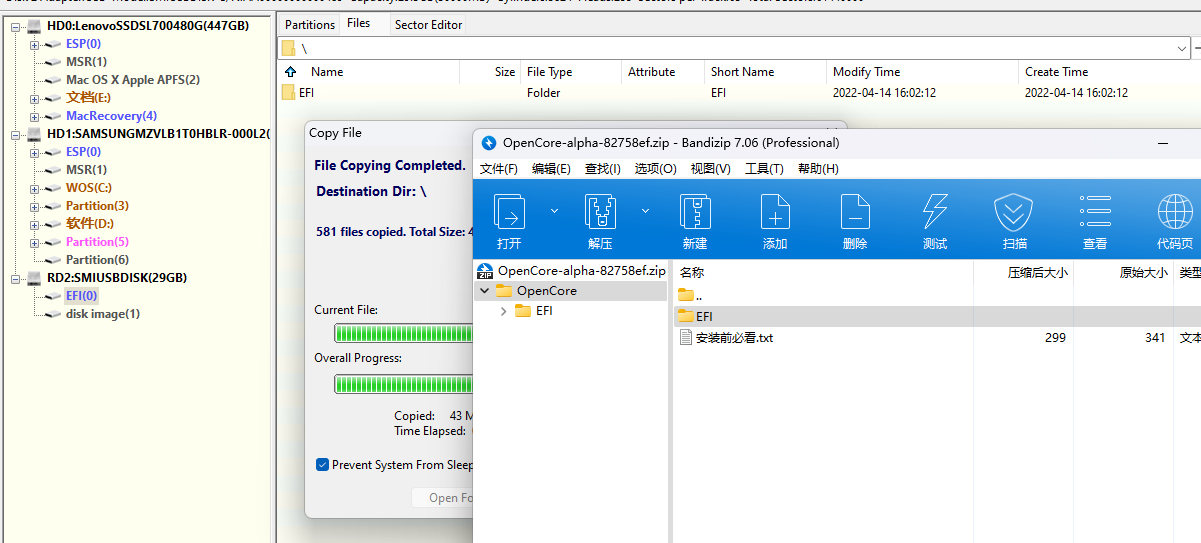 HD0:LenovoSSDSL700480G(447GB)
ESP(0)
MSR(1)
Mac OS X Apple APFS(2)
文档(E:)
MacRecovery(4)
HD1:SAMSUNGMZVLB1T0HBLR-000L2(
ESP(0)
MSR(1)
WOS(C:)
Partition(3)
软件(D:)
Partition(5)
Partition(6)
RD2:SMIUSBDISK(29GB)
EFI(0)
disk image(1)
Partitions Files Sector Editor
\
Name Size File Type Attribute Short Name Modify Time Create Time
EFI Folder EFI 2022-04-14 16:02:12 2022-04-14 16:02:12
Copy File
File Copying Completed.
Destination Dir: \
581 files copied. Total Size: 4
Current File:
Overall Progress:
Copied: 43 M
Time Elapsed:
Prevent System From Sleep
Open Fo
OpenCore-alpha-82758ef.zip - Bandizip 7.06 (Professional)
文件(F) 编辑(E) 查找(I) 选项(O) 视图(V) 工具(T) 帮助(H)
打开 解压 新建 添加 删除 测试 扫描 查看 代码页
ZIP
OpenCore-alpha-82758ef.zip
OpenCore
EFI
名称 压缩后大小 原始大小 类型
..
EFI
安装前必看.txt 299 341 文本